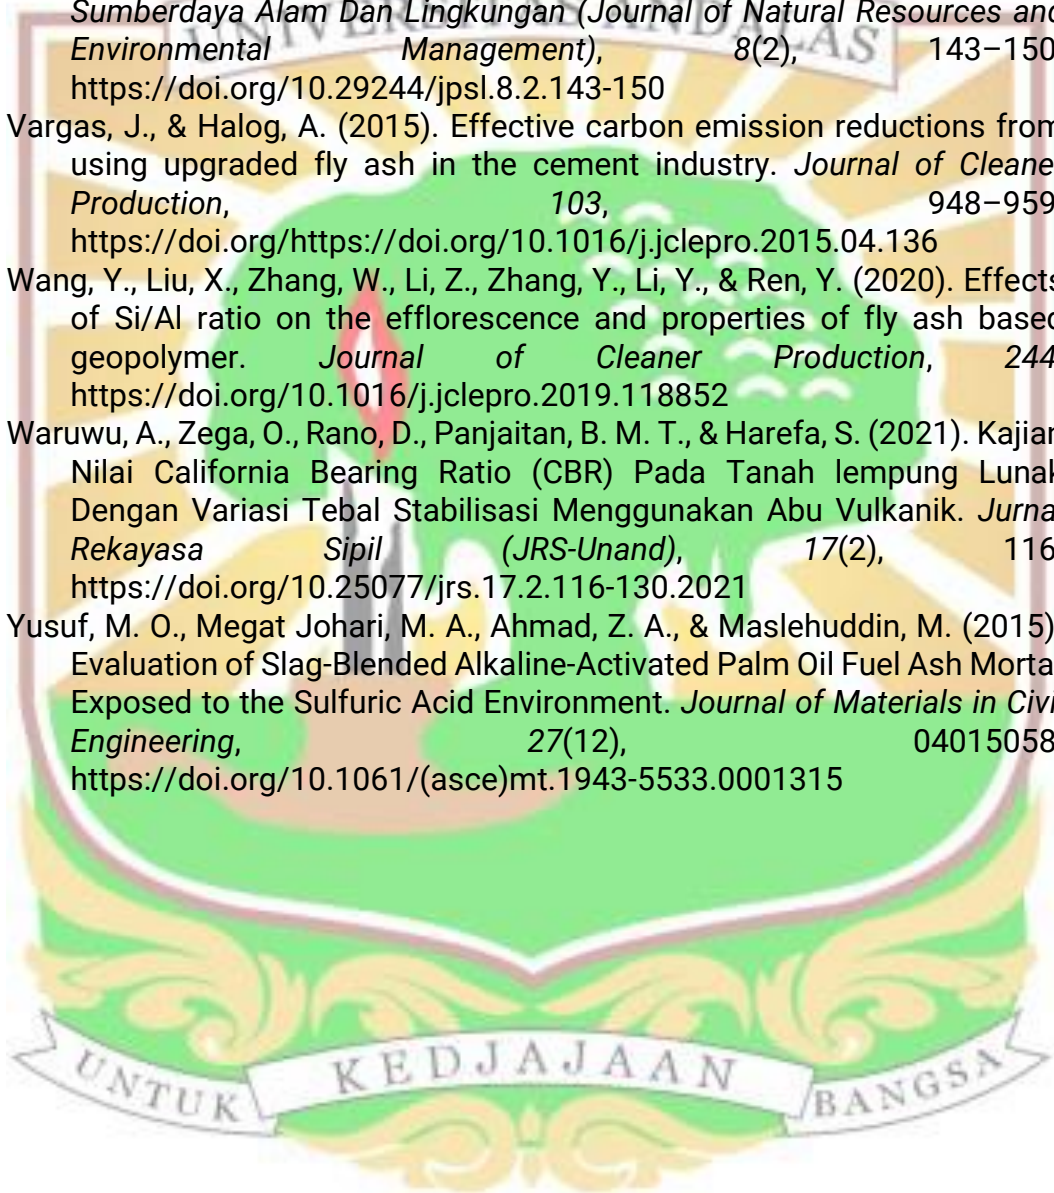 UNIVERSITAS ANDALAS
Sumberdaya Alam Dan Lingkungan (Journal of Natural Resources and
Environmental Management), 8(2), 143–150
https://doi.org/10.29244/jpsl.8.2.143-150
Vargas, J., & Halog, A. (2015). Effective carbon emission reductions from
using upgraded fly ash in the cement industry. Journal of Cleane
Production, 103, 948–959
https://doi.org/https://doi.org/10.1016/j.jclepro.2015.04.136
Wang, Y., Liu, X., Zhang, W., Li, Z., Zhang, Y., Li, Y., & Ren, Y. (2020). Effects
of Si/Al ratio on the efflorescence and properties of fly ash based
geopolymer. Journal of Cleaner Production, 244
https://doi.org/10.1016/j.jclepro.2019.118852
Waruwu, A., Zega, O., Rano, D., Panjaitan, B. M. T., & Harefa, S. (2021). Kajian
Nilai California Bearing Ratio (CBR) Pada Tanah lempung Lunak
Dengan Variasi Tebal Stabilisasi Menggunakan Abu Vulkanik. Jurna
Rekayasa Sipil (JRS-Unand), 17(2), 116
https://doi.org/10.25077/jrs.17.2.116-130.2021
Yusuf, M. O., Megat Johari, M. A., Ahmad, Z. A., & Maslehuddin, M. (2015)
Evaluation of Slag-Blended Alkaline-Activated Palm Oil Fuel Ash Morta
Exposed to the Sulfuric Acid Environment. Journal of Materials in Civi
Engineering, 27(12), 04015058
https://doi.org/10.1061/(asce)mt.1943-5533.0001315
UNTUK KEDJAJAAN BANGSA